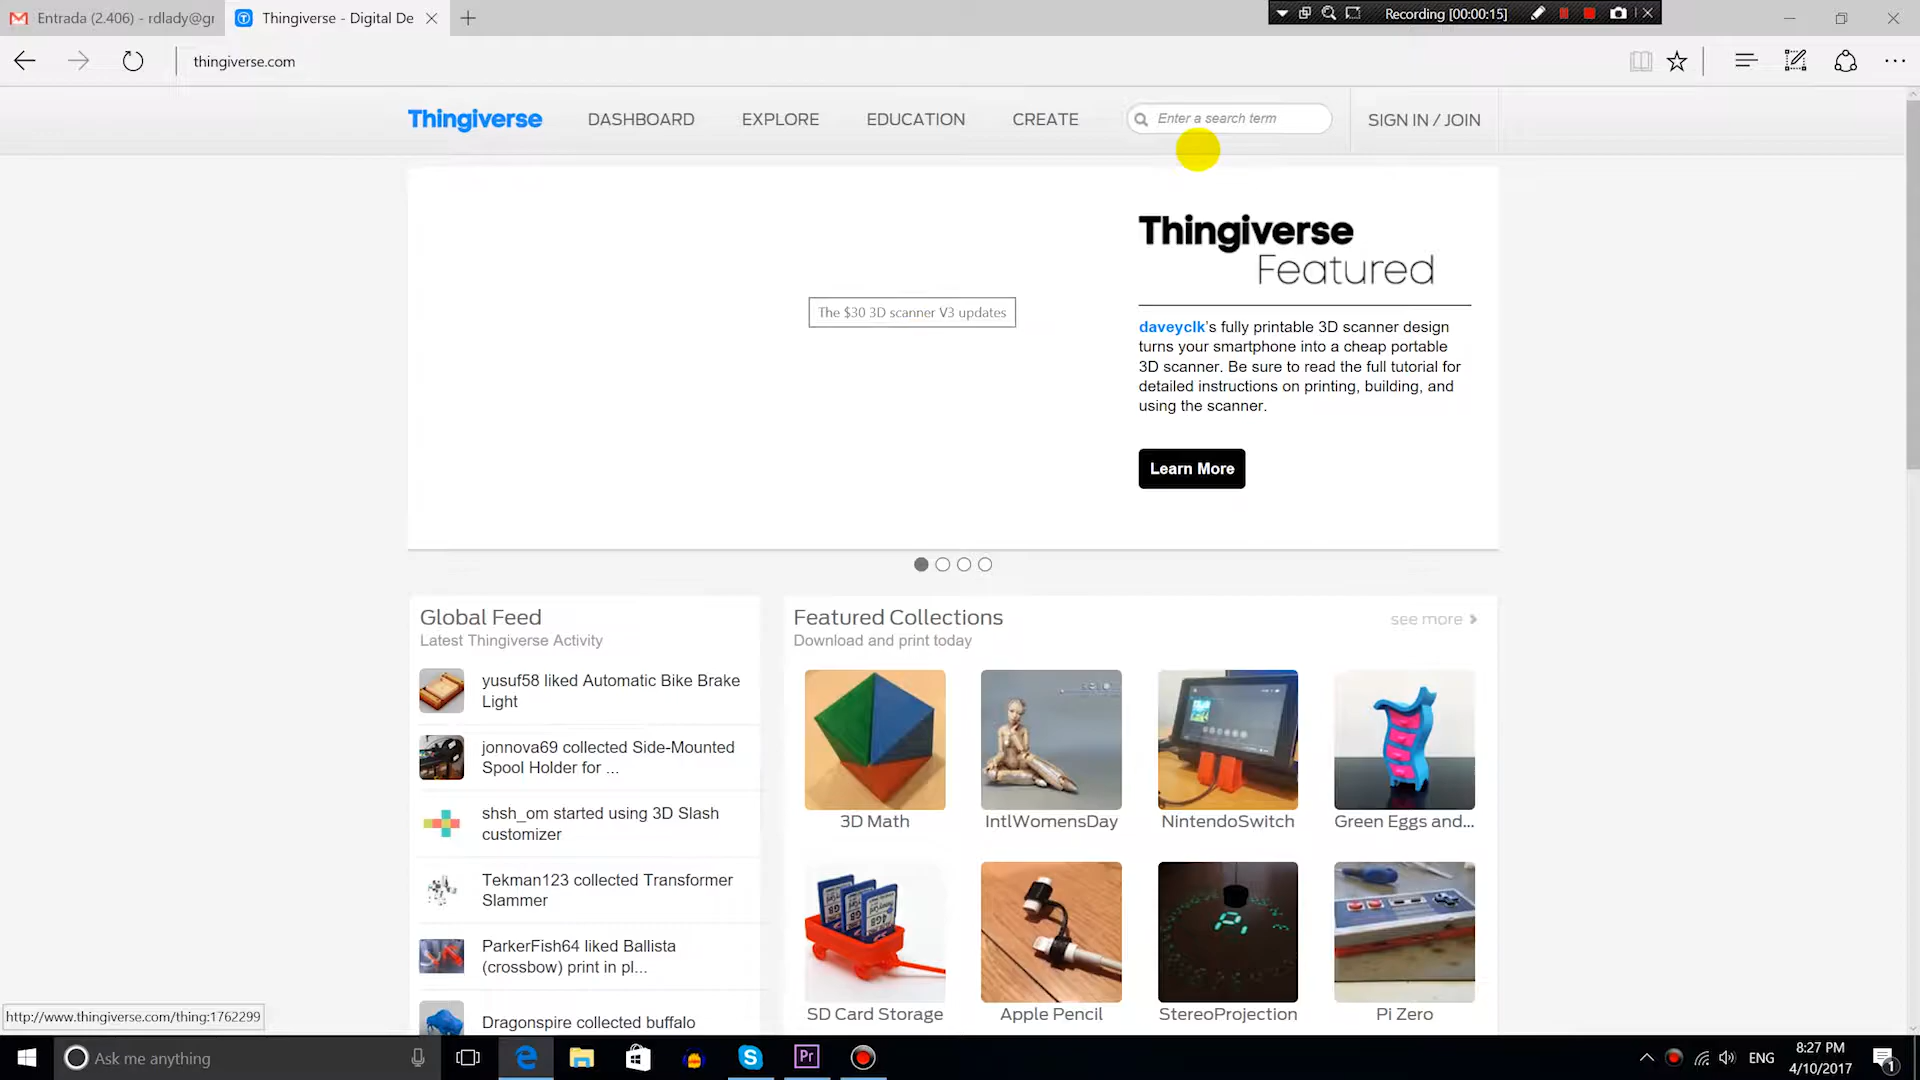 Entrada (2.406) - rdlady@gr
Thingiverse - Digital De
Recording [00:00:15]
thingiverse.com
Thingiverse
DASHBOARD
EXPLORE
EDUCATION
CREATE
Enter a search term
SIGN IN / JOIN
The $30 3D scanner V3 updates
Thingiverse
Featured
daveyclk's fully printable 3D scanner design
turns your smartphone into a cheap portable
3D scanner. Be sure to read the full tutorial for
detailed instructions on printing, building, and
using the scanner.
Learn More
Global Feed
Latest Thingiverse Activity
yusuf58 liked Automatic Bike Brake
Light
jonnova69 collected Side-Mounted
Spool Holder for ...
shsh_om started using 3D Slash
customizer
Tekman123 collected Transformer
Slammer
ParkerFish64 liked Ballista
(crossbow) print in pl...
Dragonspire collected buffalo
Featured Collections
Download and print today
see more
3D Math
IntlWomensDay
NintendoSwitch
Green Eggs and...
SD Card Storage
Apple Pencil
StereoProjection
Pi Zero
http://www.thingiverse.com/thing:1762299
Ask me anything
Pr
ENG
8:27 PM
4/10/2017
1